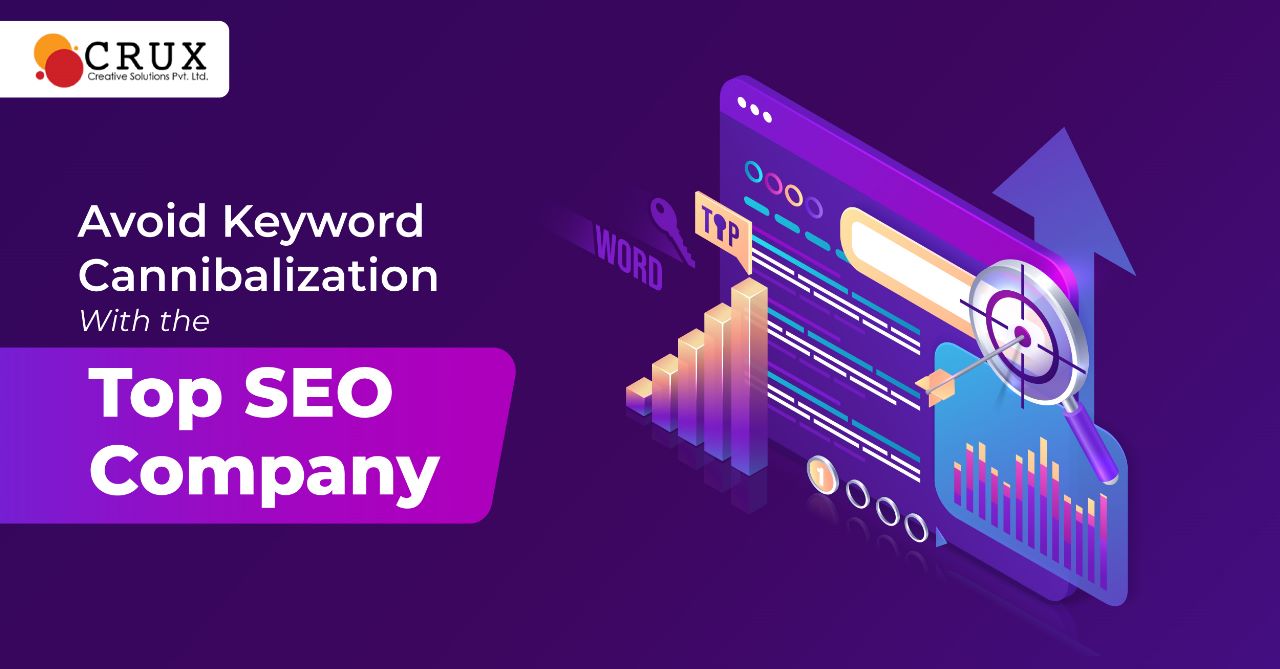 CRUX
Creative Solutions Pvt. Ltd.
Avoid Keyword
Cannibalization
With the
Top SEO
Company
TOP
WORD
1